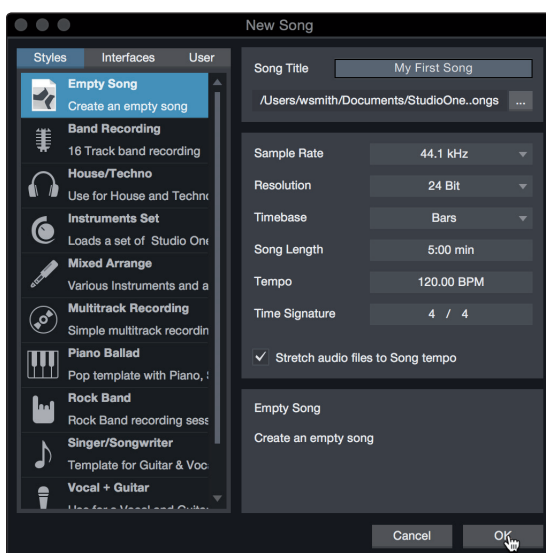 New Song
Styles Interfaces User
Empty Song
Create an empty song
Band Recording
16 Track band recording
House/Techno
Use for House and Techno
Instruments Set
Loads a set of Studio One
Mixed Arrange
Various Instruments and a
Multitrack Recording
Simple multitrack recordin
Piano Ballad
Pop template with Piano,
Rock Band
Rock Band recording sess
Singer/Songwriter
Template for Guitar & Voc
Vocal + Guitar
Song Title My First Song
/Users/wsmith/Documents/StudioOne..ongs ...
Sample Rate 44.1 kHz
Resolution 24 Bit
Timebase Bars
Song Length 5:00 min
Tempo 120.00 BPM
Time Signature 4 / 4
Stretch audio files to Song tempo
Empty Song
Create an empty song
Cancel OK